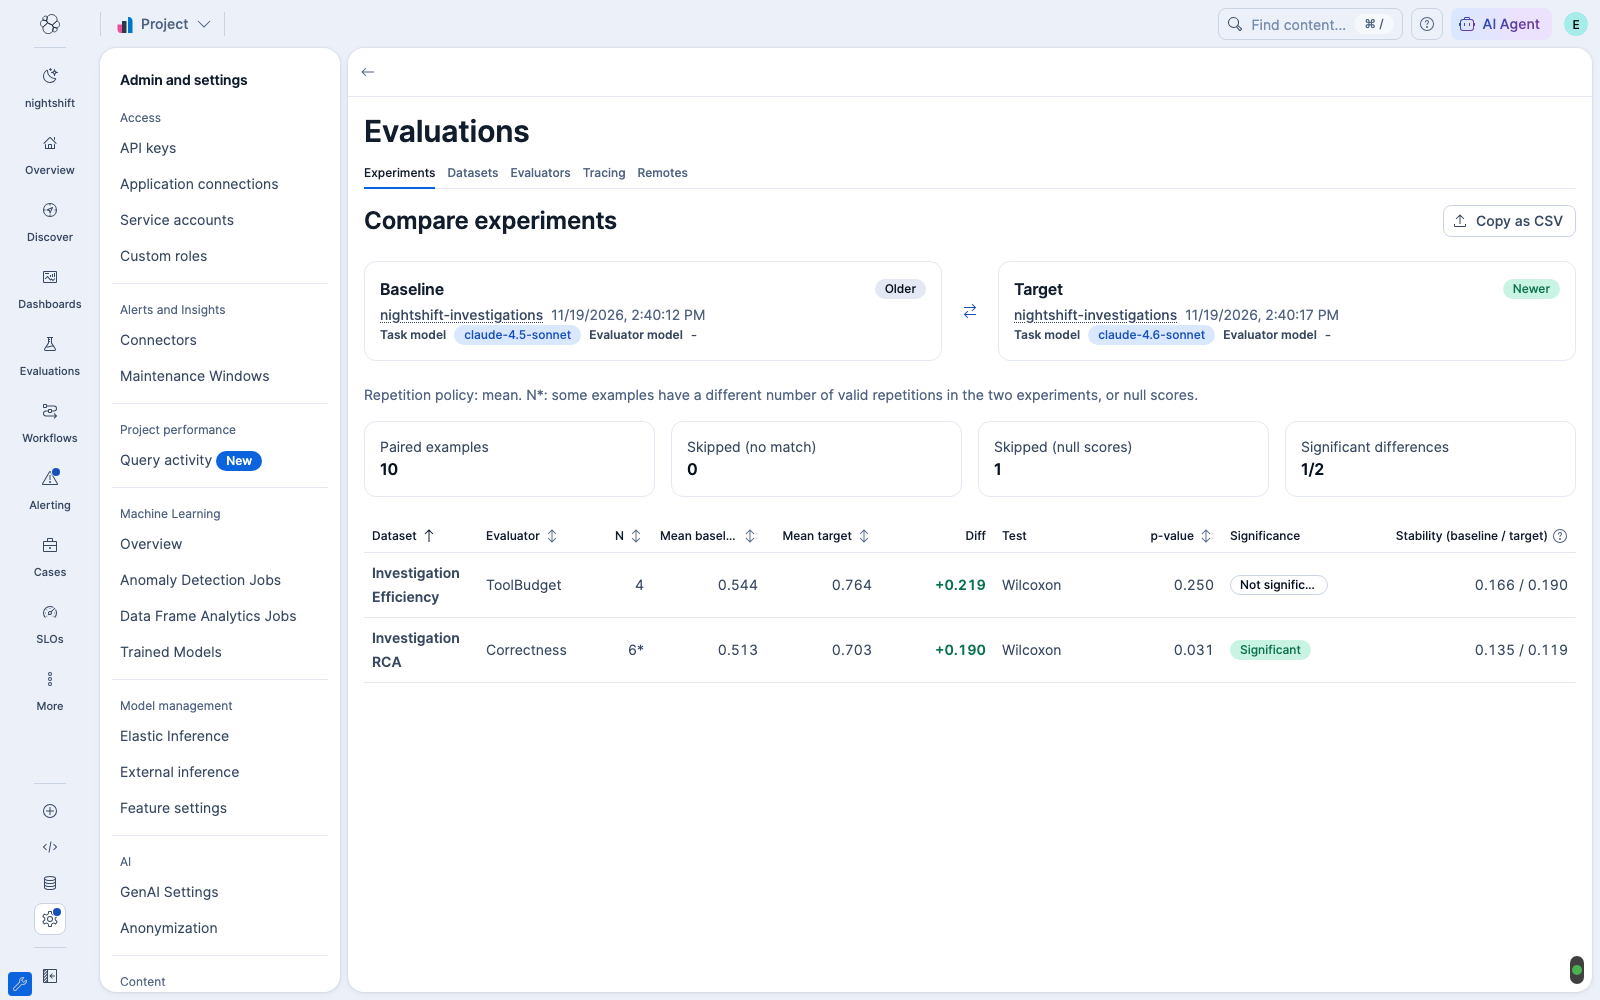 Project
Find content...
⌘ /
AI Agent
E
nightshift
Overview
Discover
Dashboards
Evaluations
Workflows
Alerting
Cases
SLOs
More
Admin and settings
Access
API keys
Application connections
Service accounts
Custom roles
Alerts and Insights
Connectors
Maintenance Windows
Project performance
Query activity New
Machine Learning
Overview
Anomaly Detection Jobs
Data Frame Analytics Jobs
Trained Models
Model management
Elastic Inference
External inference
Feature settings
AI
GenAI Settings
Anonymization
Content
Evaluations
Experiments Datasets Evaluators Tracing Remotes
Compare experiments
Copy as CSV
Baseline Older
nightshift-investigations 11/19/2026, 2:40:12 PM
Task model claude-4.5-sonnet Evaluator model -
Target Newer
nightshift-investigations 11/19/2026, 2:40:17 PM
Task model claude-4.6-sonnet Evaluator model -
Repetition policy: mean. N*: some examples have a different number of valid repetitions in the two experiments, or null scores.
Paired examples
10
Skipped (no match)
0
Skipped (null scores)
1
Significant differences
1/2
Dataset Evaluator N Mean basel... Mean target Diff Test p-value Significance Stability (baseline / target)
Investigation Efficiency ToolBudget 4 0.544 0.764 +0.219 Wilcoxon 0.250 Not signific... 0.166 / 0.190
Investigation RCA Correctness 6* 0.513 0.703 +0.190 Wilcoxon 0.031 Significant 0.135 / 0.119